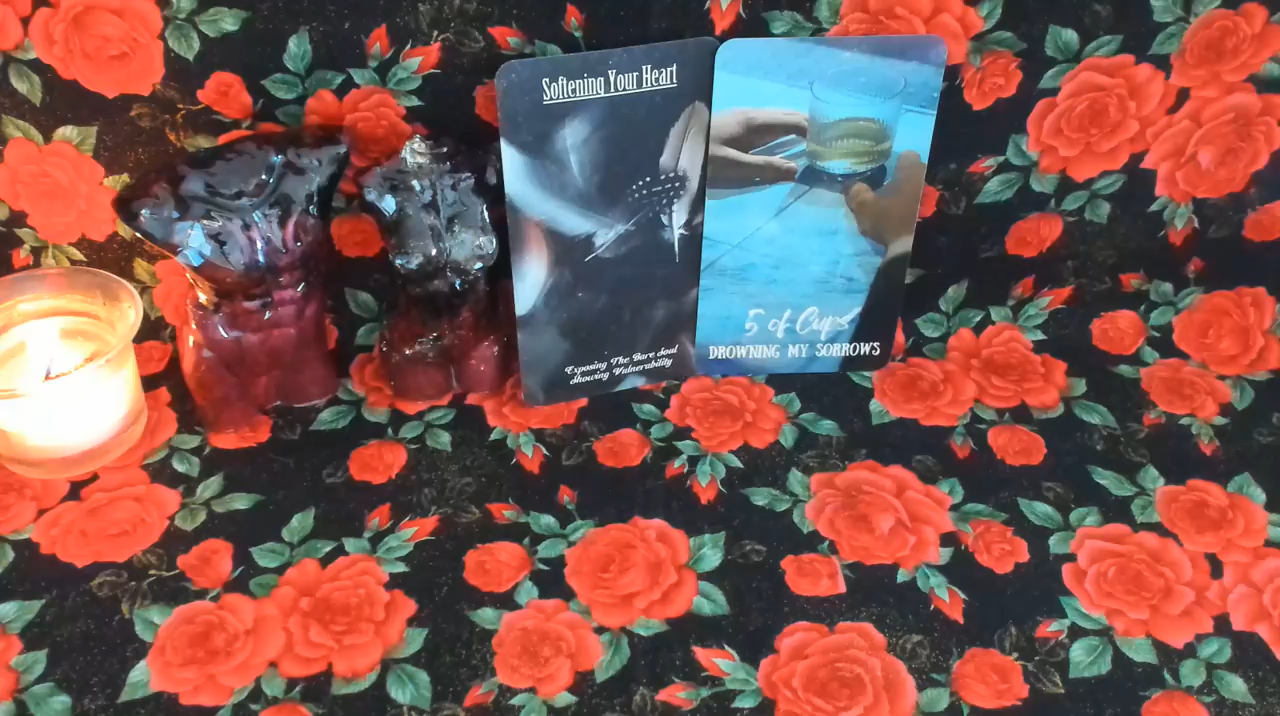 Softening Your Heart
Exposing The Bare Soul
Showing Vulnerability
5 of Cups
DROWNING MY SORROWS